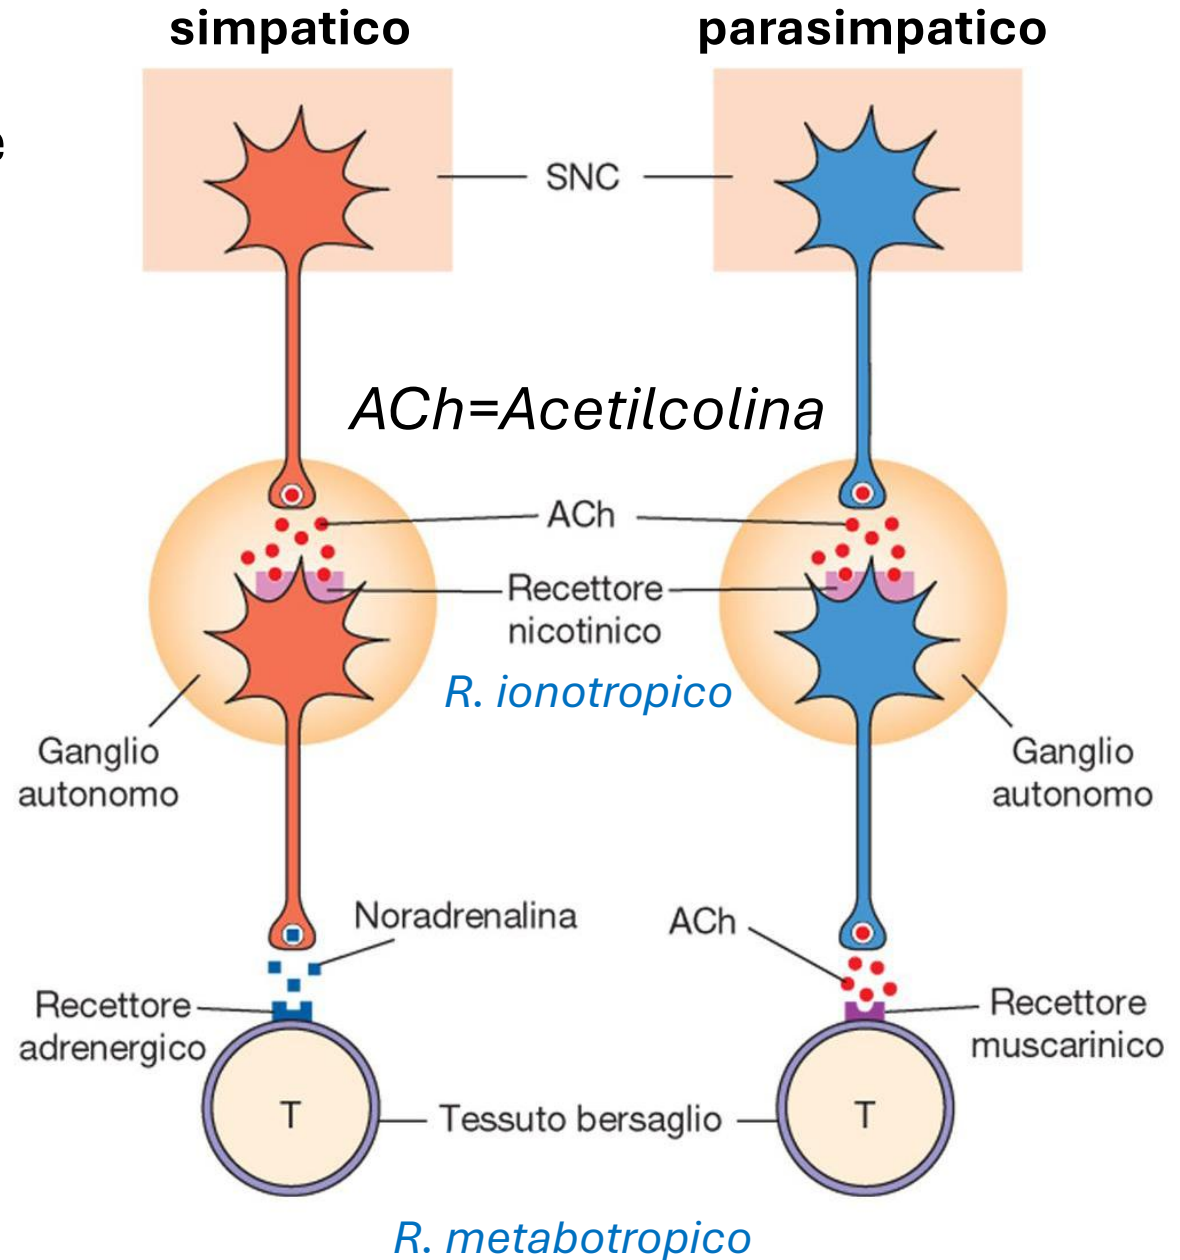 simpatico
parasimpatico
e
SNC
ACh=Acetilcolina
ACh
Recettore
nicotinico
R. ionotropico
Ganglio
autonomo
Ganglio
autonomo
Noradrenalina
ACh
Recettore
adrenergico
Recettore
muscarinico
T
Tessuto bersaglio
T
R. metabotropico